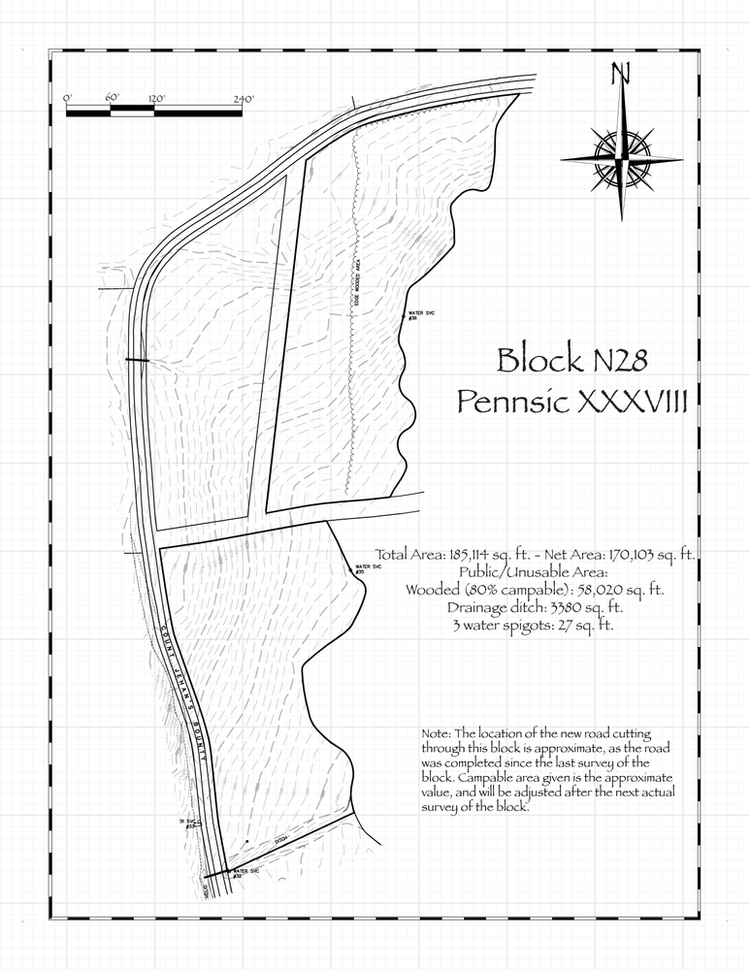 N
0' 60' 120' 240'
EDGE WOODED AREA
WATER SVC
#36
Block N28
Pennsic XXXVIII
Total Area: 185,114 sq. ft. - Net Area: 170,103 sq. ft.
Public/Unusable Area:
Wooded (80% campable): 58,020 sq. ft.
Drainage ditch: 3380 sq. ft.
3 water spigots: 27 sq. ft.
WATER SVC
#35
COUNT JEHAN'S BOUNTY
Note: The location of the new road cutting
through this block is approximate, as the road
was completed since the last survey of the
block. Campable area given is the approximate
value, and will be adjusted after the next actual
survey of the block.
DITCH
WATER SVC
#32